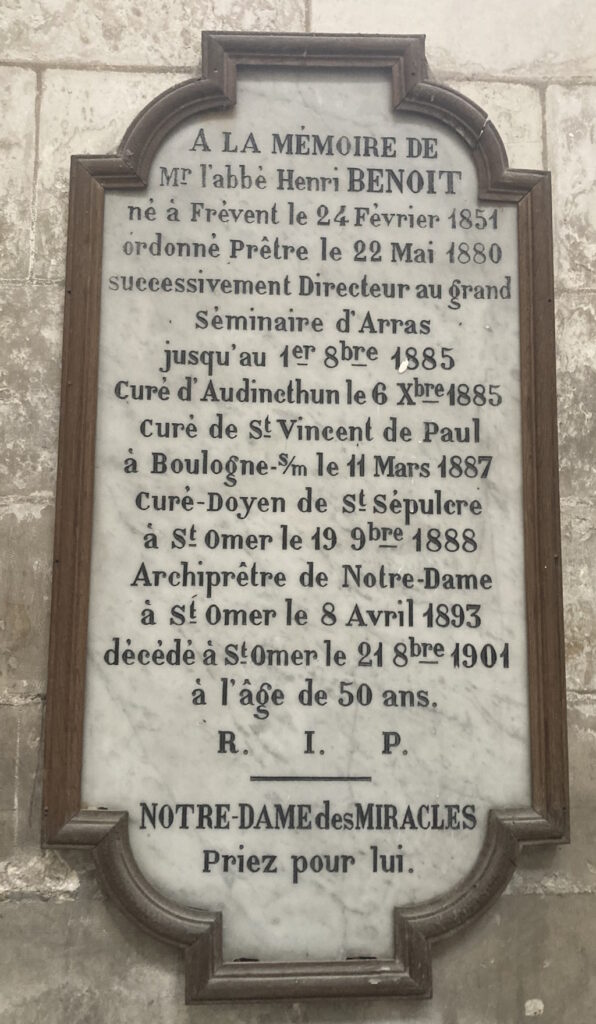 A LA MÉMOIRE DE
Mr l'abbé Henri BENOIT
né à Frévent le 24 Février 1851
ordonné Prêtre le 22 Mai 1880
successivement Directeur au grand
Séminaire d'Arras
jusqu'au 1er 8bre 1885
Curé d'Audincthun le 6 Xbre 1885
Curé de St Vincent de Paul
à Boulogne-s/m le 11 Mars 1887
Curé-Doyen de St Sépulcre
à St Omer le 19 9bre 1888
Archiprêtre de Notre-Dame
à St Omer le 8 Avril 1893
décédé à St Omer le 21 8bre 1901
à l'âge de 50 ans.
R. I. P.
NOTRE-DAME des MIRACLES
Priez pour lui.